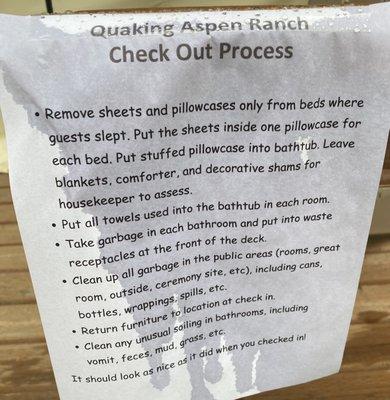 Quaking Aspen Ranch
Check Out Process
• Remove sheets and pillowcases only from beds where
guests slept. Put the sheets inside one pillowcase for
each bed. Put stuffed pillowcase into bathtub. Leave
blankets, comforter, and decorative shams for
housekeeper to assess.
• Put all towels used into the bathtub in each room.
• Take garbage in each bathroom and put into waste
receptacles at the front of the deck.
• Clean up all garbage in the public areas (rooms, great
room, outside, ceremony site, etc), including cans,
bottles, wrappings, spills, etc.
• Return furniture to location at check in.
• Clean any unusual soiling in bathrooms, including
vomit, feces, mud, grass, etc.
It should look as nice as it did when you checked in!